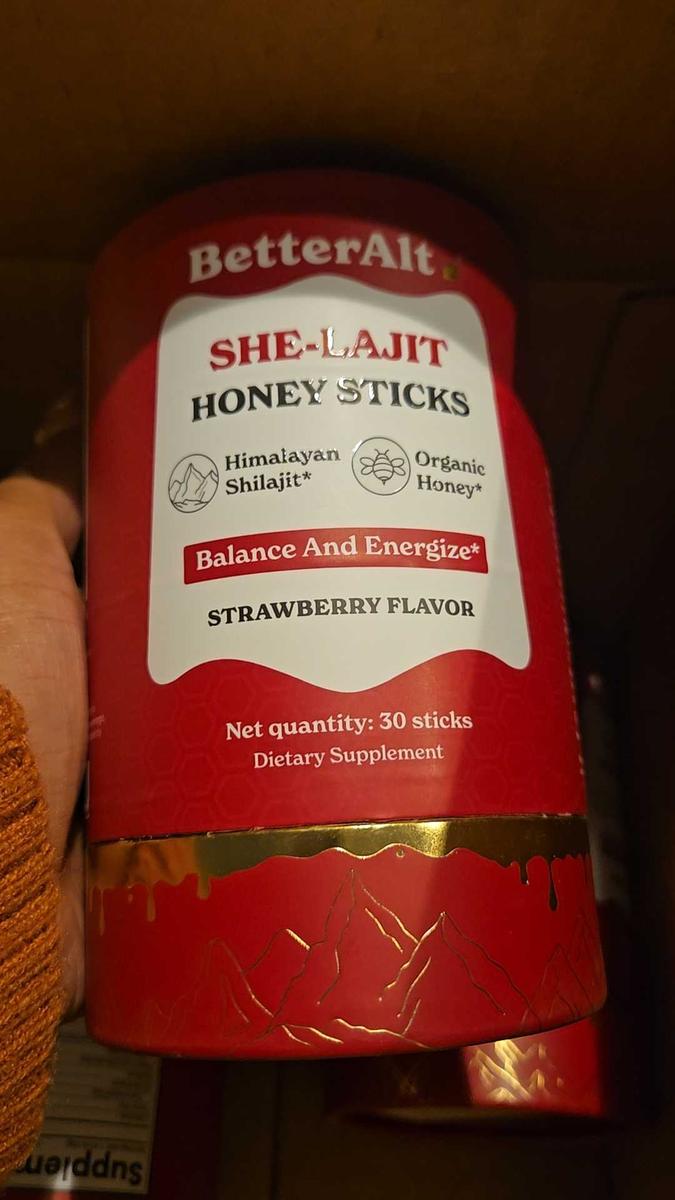 BetterAlt
SHE-LAJIT
HONEY STICKS
Himalayan
Shilajit*
Organic
Honey*
Balance And Energize*
STRAWBERRY FLAVOR
Net quantity: 30 sticks
Dietary Supplement
Supplem